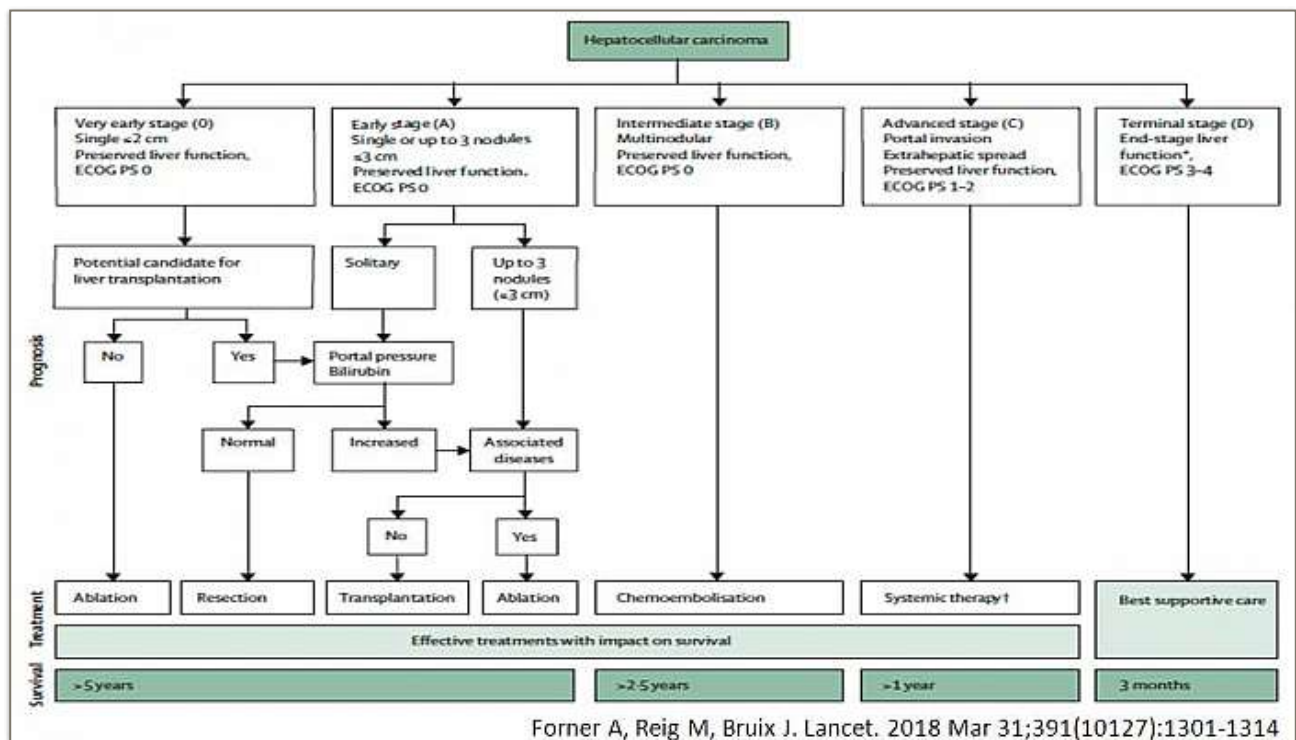 Hepatocellular carcinoma
Very early stage (0)
Single ≤2 cm
Preserved liver function,
ECOG PS 0
Early stage (A)
Single or up to 3 nodules
≤3 cm
Preserved liver function,
ECOG PS 0
Intermediate stage (B)
Multinodular
Preserved liver function,
ECOG PS 0
Advanced stage (C)
Portal invasion
Extrahepatic spread
Preserved liver function,
ECOG PS 1–2
Terminal stage (D)
End-stage liver
function*,
ECOG PS 3–4
Potential candidate for
liver transplantation
Solitary
Up to 3
nodules
(≤3 cm)
Prognosis
No
Yes
Portal pressure
Bilirubin
Normal
Increased
Associated
diseases
No
Yes
Treatment
Ablation
Resection
Transplantation
Ablation
Chemoembolisation
Systemic therapy†
Best supportive care
Effective treatments with impact on survival
Survival
>5 years
>2·5 years
>1 year
3 months
Forner A, Reig M, Bruix J. Lancet. 2018 Mar 31;391(10127):1301-1314